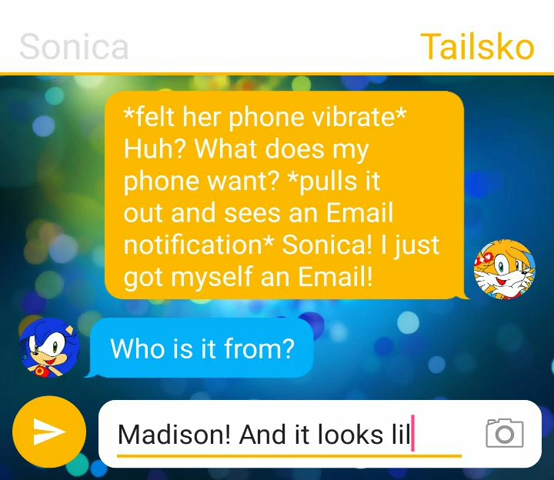 Sonica
Tailsko
*felt her phone vibrate*
Huh? What does my
phone want? *pulls it
out and sees an Email
notification* Sonica! I just
got myself an Email!
Who is it from?
Madison! And it looks lil